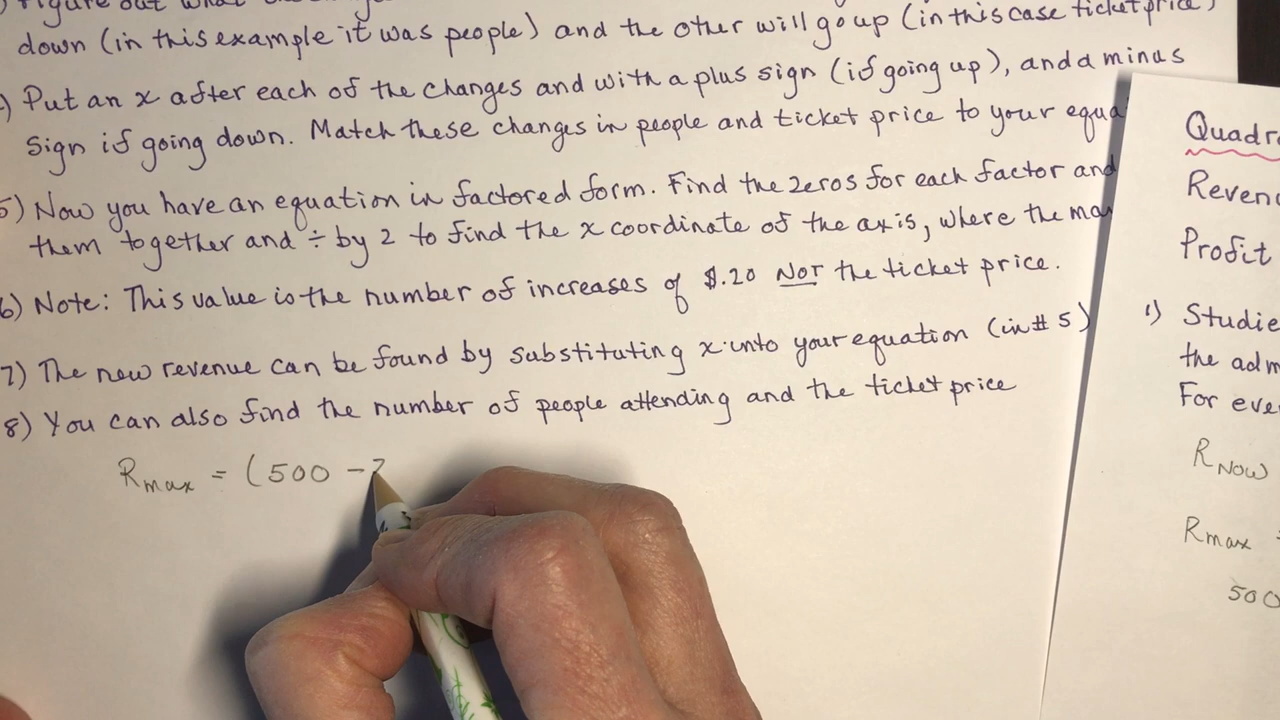 Figure out what
down (in this example it was people) and the other will go up (in this case ticket price)
) Put an x after each of the changes and with a plus sign (if going up), and a minus
Sign if going down. Match these changes in people and ticket price to your equa
5) Now you have an equation in factored form. Find the zeros for each factor and
them together and ÷ by 2 to find the x coordinate of the axis, where the ma
6) Note: This value is the number of increases of $.20 NOT the ticket price.
7) The new revenue can be found by substituting x into your equation (in # 5)
8) You can also find the number of people attending and the ticket price
Rmax = (500 -
Quadr
Reven
Profit
1) Studie
the adm
For eve
RNOW
Rmax =
500